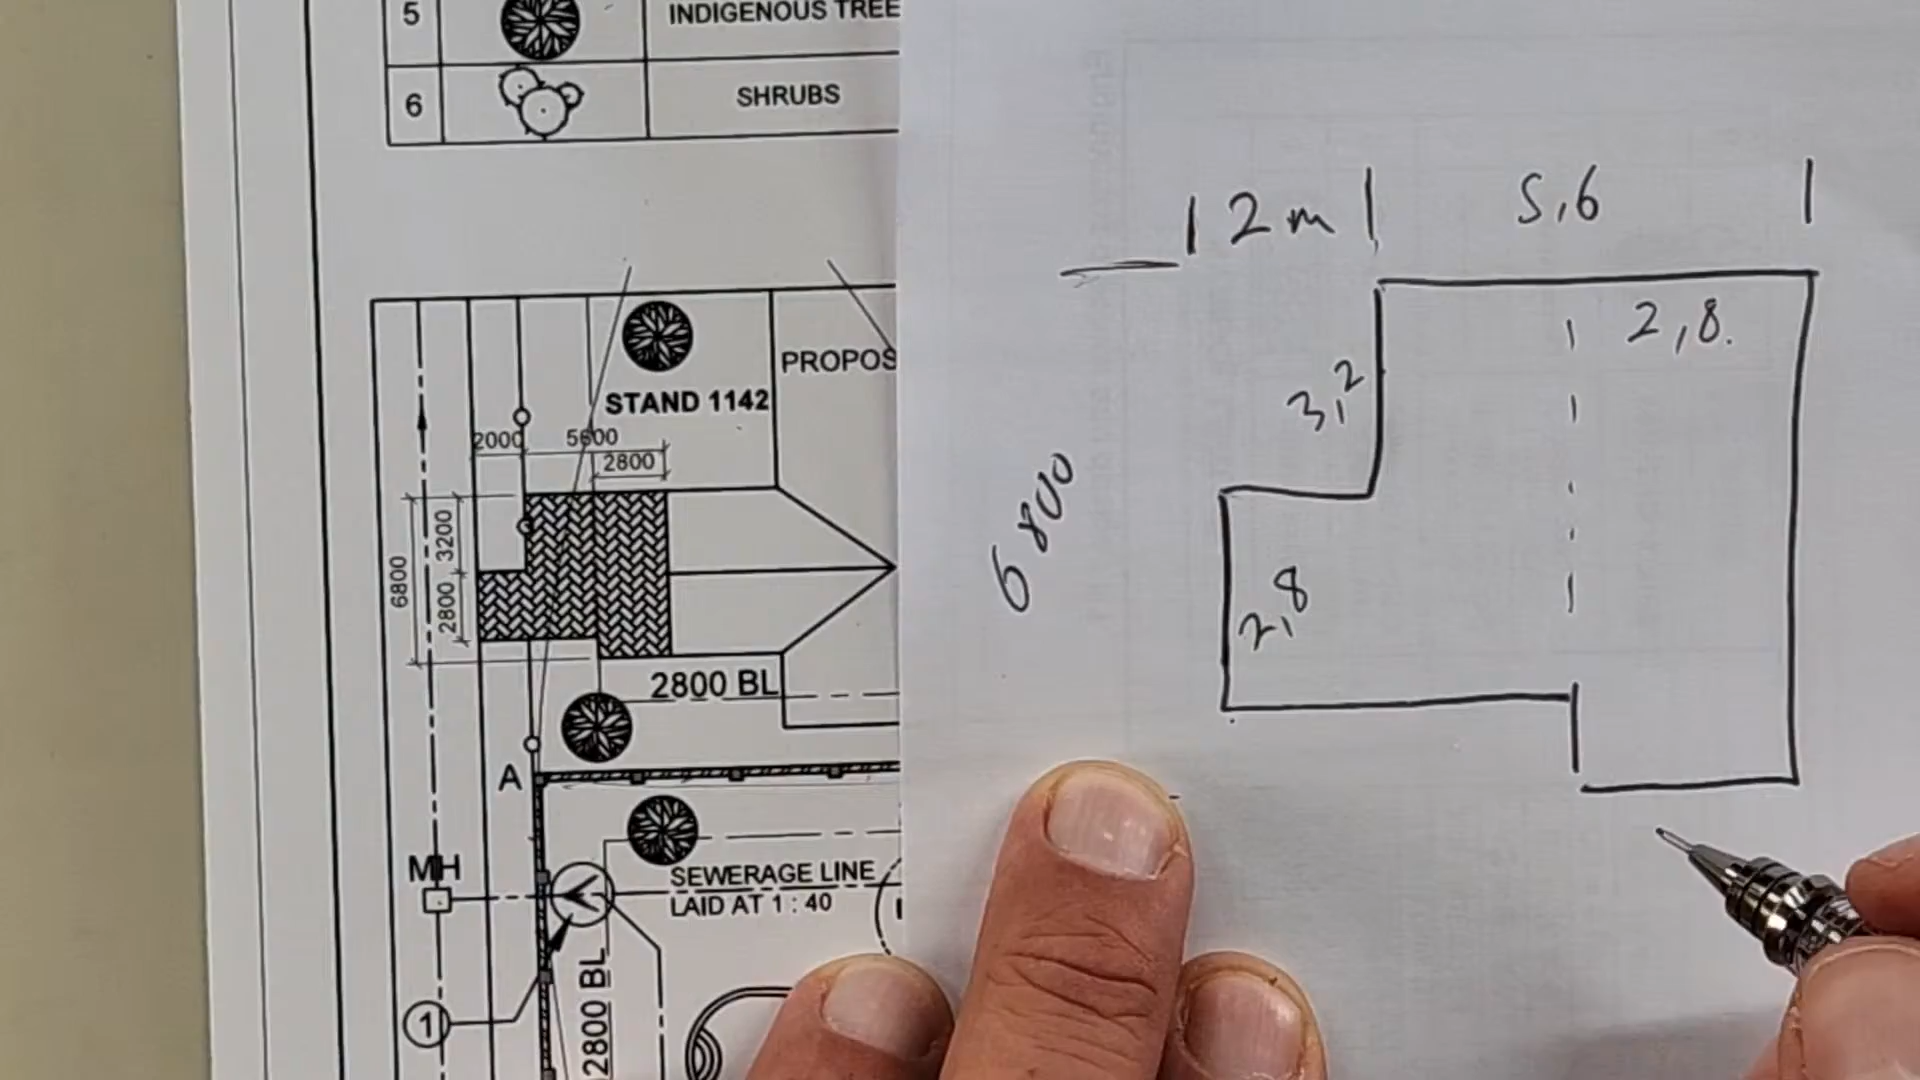 5 INDIGENOUS TREE
6 SHRUBS
PROPOS
STAND 1142
2000 5600
2800
6800
3200
2800
2800 BL
A
MH
SEWERAGE LINE
LAID AT 1 : 40
2800 BL
1
2m 5,6
2,8.
3,2
6800
2,8